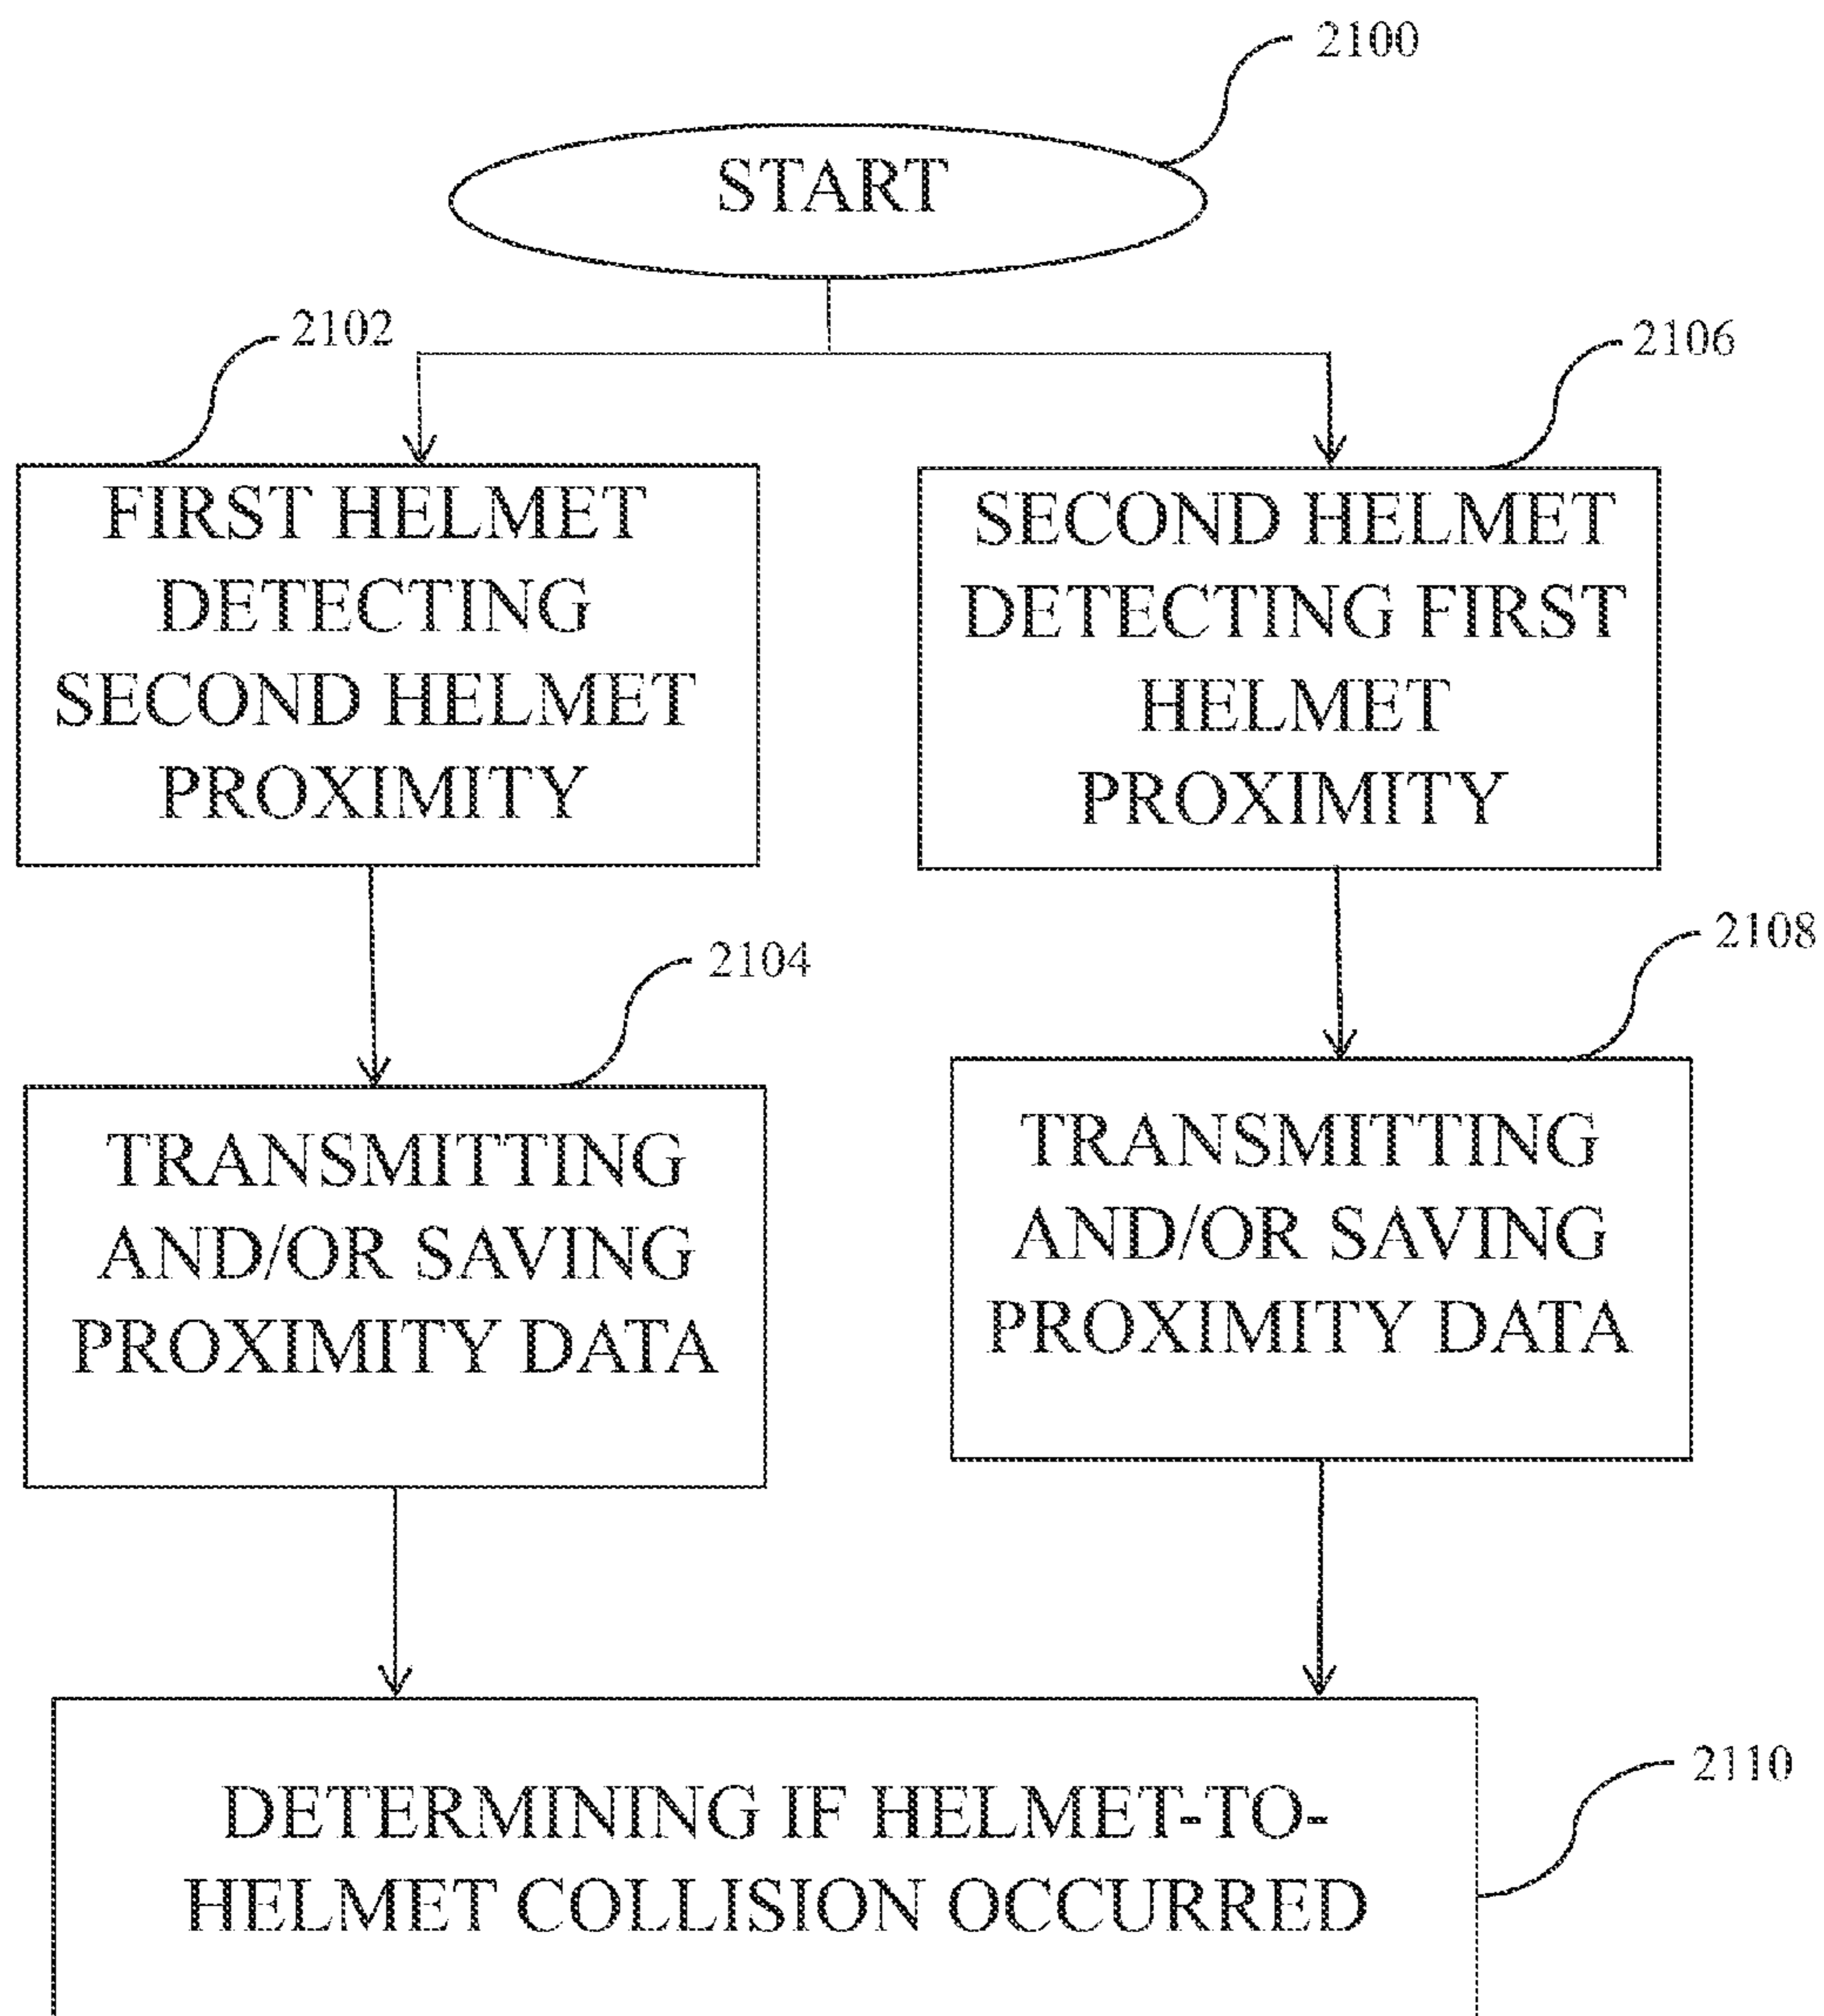 2100
START
2102
2106
FIRST HELMET
DETECTING
SECOND HELMET
PROXIMITY
SECOND HELMET
DETECTING FIRST
HELMET
PROXIMITY
2104
2108
TRANSMITTING
AND/OR SAVING
PROXIMITY DATA
TRANSMITTING
AND/OR SAVING
PROXIMITY DATA
2110
DETERMINING IF HELMET-TO-
HELMET COLLISION OCCURRED